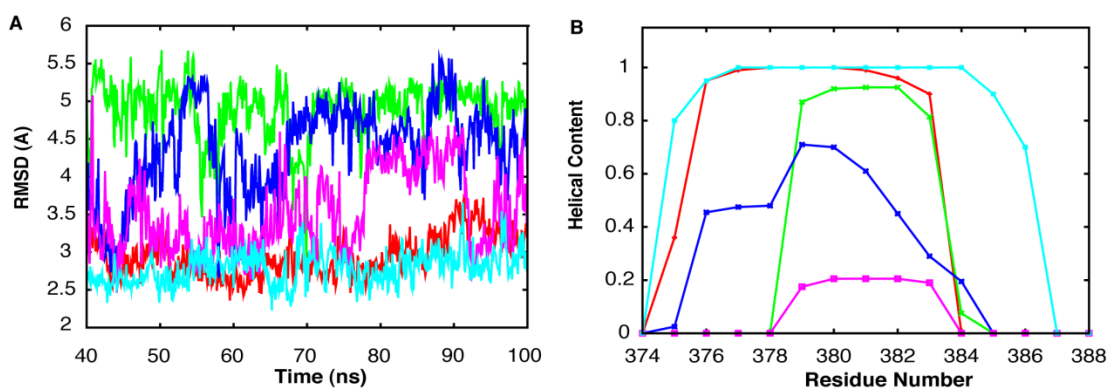 A
RMSD (A)
6
5.5
5
4.5
4
3.5
3
2.5
2
40 50 60 70 80 90 100
Time (ns)
B
Helical Content
1
0.8
0.6
0.4
0.2
0
374 376 378 380 382 384 386 388
Residue Number